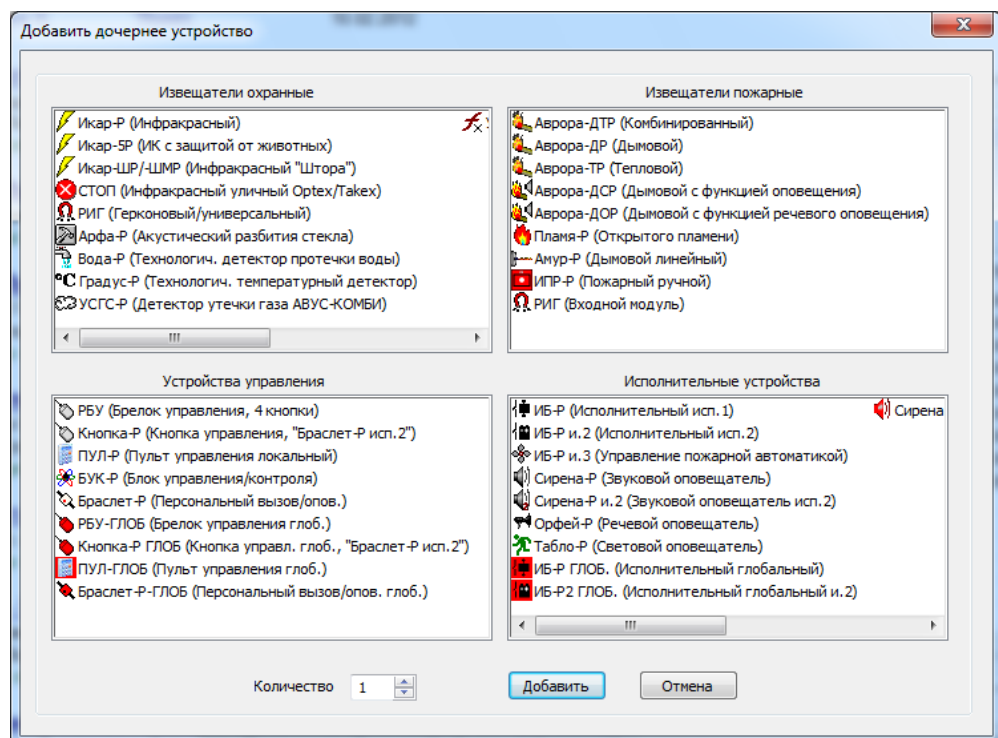 Добавить дочернее устройство
Извещатели охранные
Икар-Р (Инфракрасный)
Икар-5Р (ИК с защитой от животных)
Икар-ШР/-ШМР (Инфракрасный "Штора")
СТОП (Инфракрасный уличный Optex/Takex)
РИГ (Герконовый/универсальный)
Арфа-Р (Акустический разбития стекла)
Вода-Р (Технологич. детектор протечки воды)
Градус-Р (Технологич. температурный детектор)
УСГС-Р (Детектор утечки газа АВУС-КОМБИ)
Извещатели пожарные
Аврора-ДТР (Комбинированный)
Аврора-ДР (Дымовой)
Аврора-ТР (Тепловой)
Аврора-ДСР (Дымовой с функцией оповещения)
Аврора-ДОР (Дымовой с функцией речевого оповещения)
Пламя-Р (Открытого пламени)
Амур-Р (Дымовой линейный)
ИПР-Р (Пожарный ручной)
РИГ (Входной модуль)
Устройства управления
РБУ (Брелок управления, 4 кнопки)
Кнопка-Р (Кнопка управления, "Браслет-Р исп.2")
ПУЛ-Р (Пульт управления локальный)
БУК-Р (Блок управления/контроля)
Браслет-Р (Персональный вызов/опов.)
РБУ-ГЛОБ (Брелок управления глоб.)
Кнопка-Р ГЛОБ (Кнопка управл. глоб., "Браслет-Р исп.2")
ПУЛ-ГЛОБ (Пульт управления глоб.)
Браслет-Р-ГЛОБ (Персональный вызов/опов. глоб.)
Исполнительные устройства
ИБ-Р (Исполнительный исп.1) Сирена
ИБ-Р и.2 (Исполнительный исп.2)
ИБ-Р и.3 (Управление пожарной автоматикой)
Сирена-Р (Звуковой оповещатель)
Сирена-Р и.2 (Звуковой оповещатель исп.2)
Орфей-Р (Речевой оповещатель)
Табло-Р (Световой оповещатель)
ИБ-Р ГЛОБ. (Исполнительный глобальный)
ИБ-Р2 ГЛОБ. (Исполнительный глобальный и.2)
Количество 1 Добавить Отмена